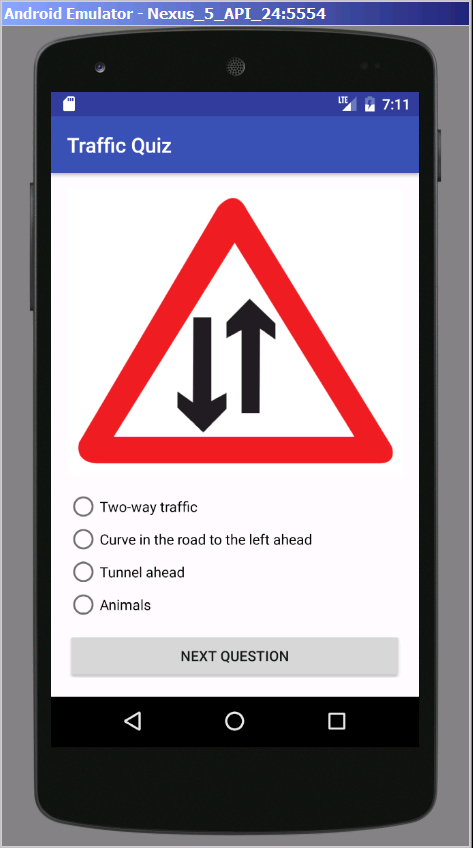 Android Emulator - Nexus_5_API_24:5554
LTE 7:11
Traffic Quiz
Two-way traffic
Curve in the road to the left ahead
Tunnel ahead
Animals
NEXT QUESTION